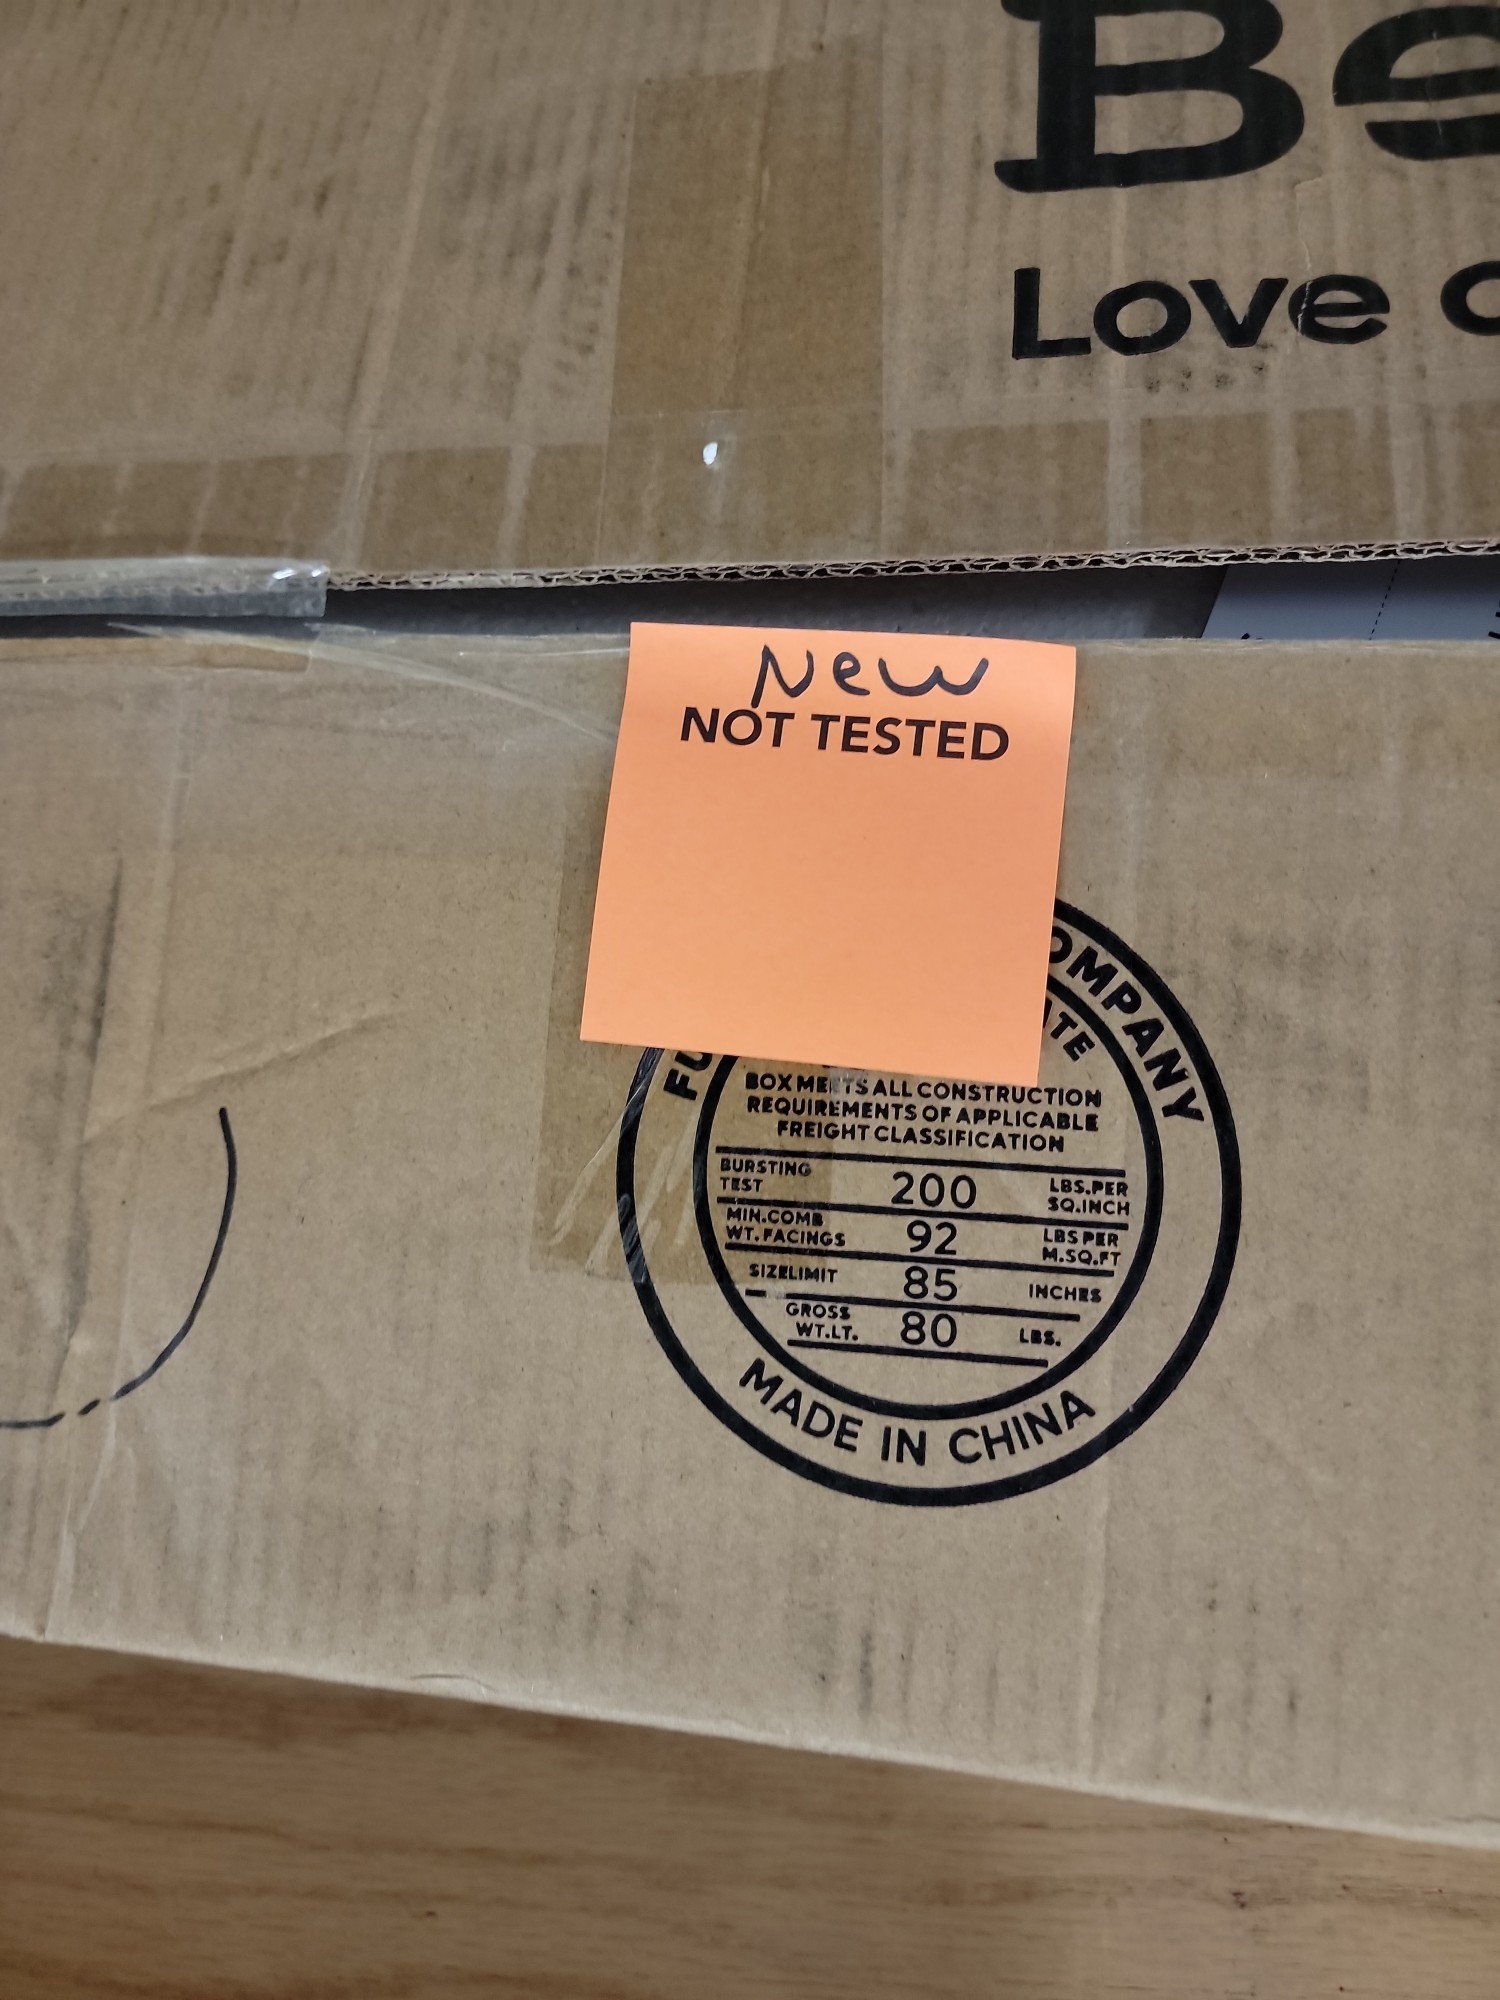 Love
New
NOT TESTED
BOX MEETS ALL CONSTRUCTION
REQUIREMENTS OF APPLICABLE
FREIGHT CLASSIFICATION
BURSTING TEST 200 LBS.PER SQ.INCH
MIN.COMB WT.FACINGS 92 LBS PER M.SQ.FT
SIZELIMIT 85 INCHES
GROSS WT.LT. 80 LBS.
MADE IN CHINA